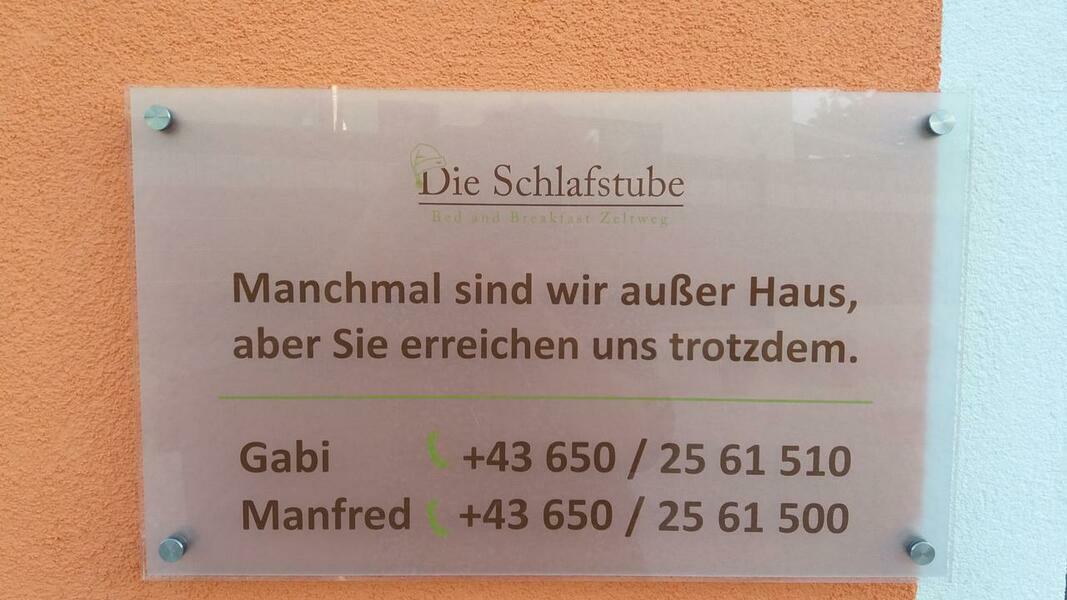 Die Schlafstube
Bed and Breakfast Zeltweg
Manchmal sind wir außer Haus,
aber Sie erreichen uns trotzdem.
Gabi +43 650 / 25 61 510
Manfred +43 650 / 25 61 500